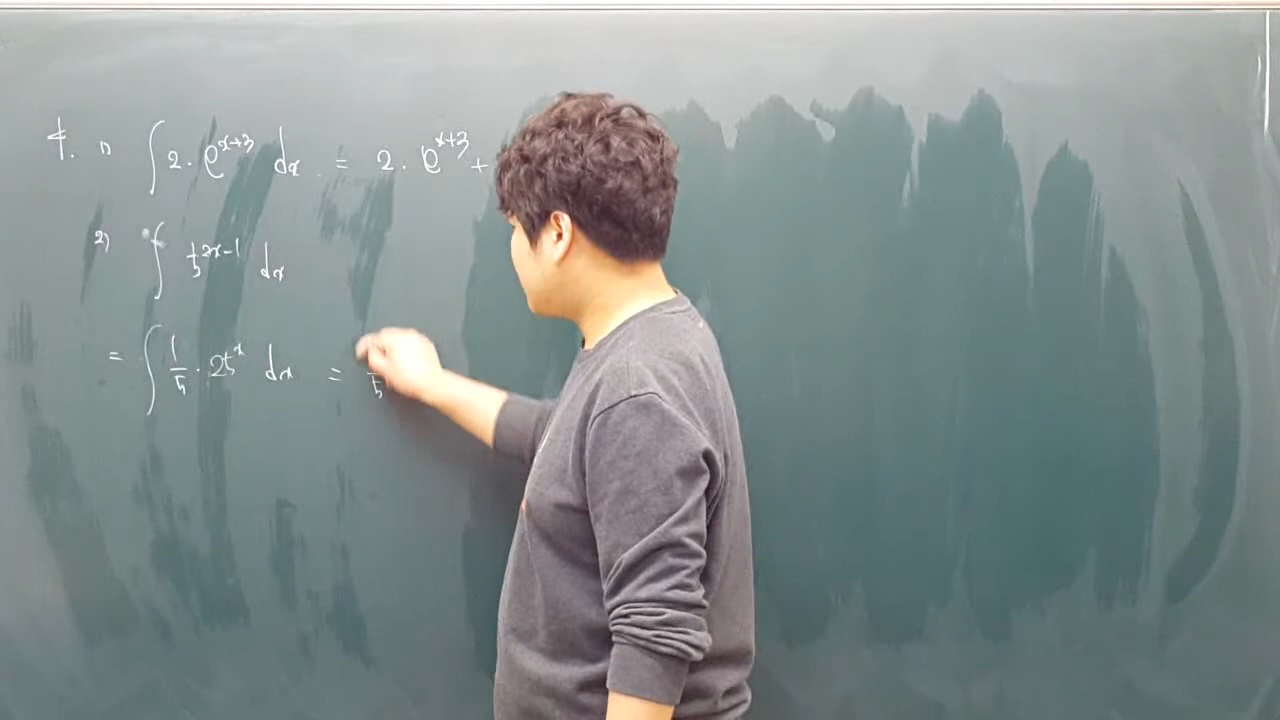 4. 1) ∫ 2·e^{x+3} dx = 2·e^{x+3} +
2) ∫ 5^{2x-1} dx
= ∫ 1/5 · 25^x dx = 1/5